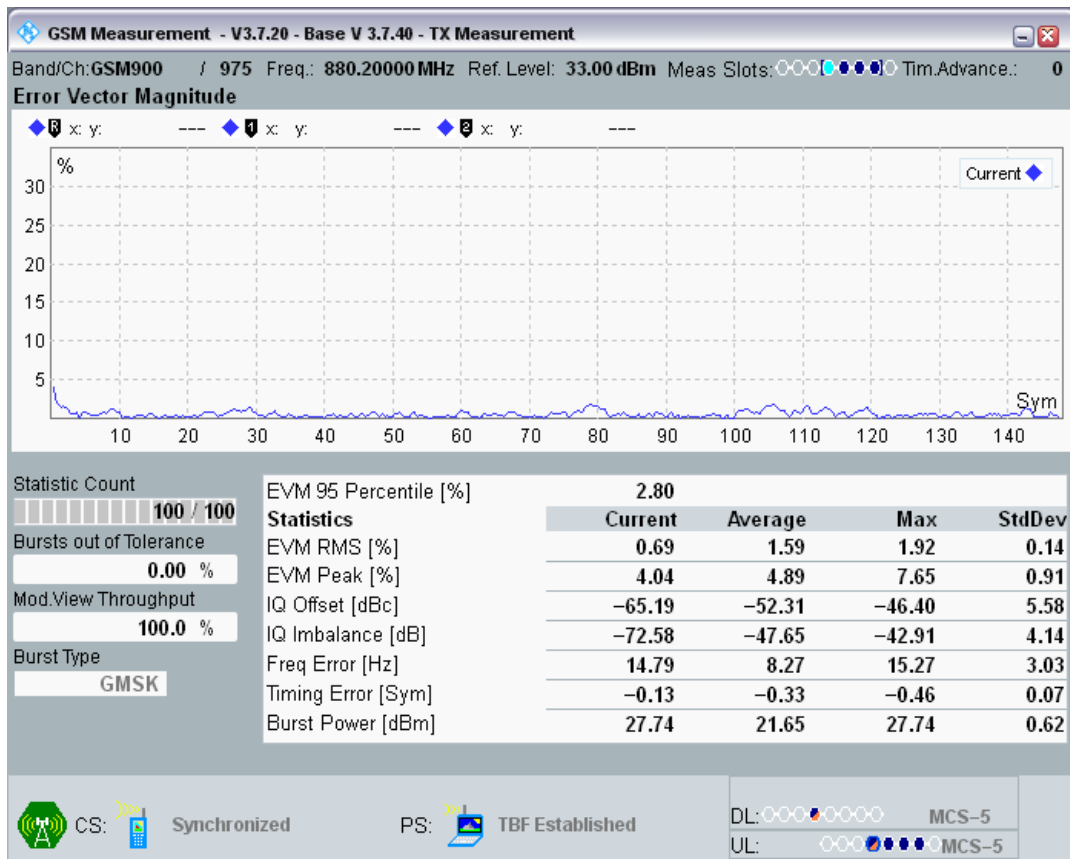 GSM Measurement - V3.7.20 - Base V 3.7.40 - TX Measurement
Band/Ch:GSM900 / 975 Freq.: 880.20000 MHz Ref. Level: 33.00 dBm Meas Slots: Tim.Advance.: 0
Error Vector Magnitude
R x: y: --- 1 x: y: --- 2 x: y: ---
%
Current
30
25
20
15
10
5
Sym
10 20 30 40 50 60 70 80 90 100 110 120 130 140
Statistic Count
100 / 100
Bursts out of Tolerance
0.00 %
Mod.View Throughput
100.0 %
Burst Type
GMSK
EVM 95 Percentile [%] 2.80
Statistics Current Average Max StdDev
EVM RMS [%] 0.69 1.59 1.92 0.14
EVM Peak [%] 4.04 4.89 7.65 0.91
IQ Offset [dBc] −65.19 −52.31 −46.40 5.58
IQ Imbalance [dB] −72.58 −47.65 −42.91 4.14
Freq Error [Hz] 14.79 8.27 15.27 3.03
Timing Error [Sym] −0.13 −0.33 −0.46 0.07
Burst Power [dBm] 27.74 21.65 27.74 0.62
CS: Synchronized PS: TBF Established
DL: MCS−5
UL: MCS−5